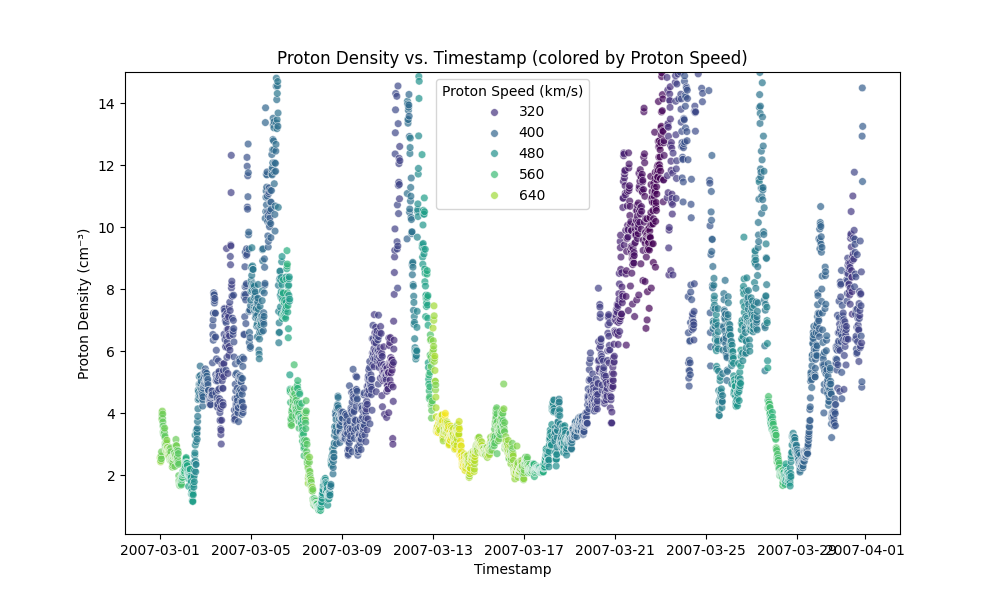 Proton Density vs. Timestamp (colored by Proton Speed)
Proton Density (cm⁻³)
14
12
10
8
6
4
2
Proton Speed (km/s)
320
400
480
560
640
2007-03-01 2007-03-05 2007-03-09 2007-03-13 2007-03-17 2007-03-21 2007-03-25 2007-03-29 2007-04-01
Timestamp